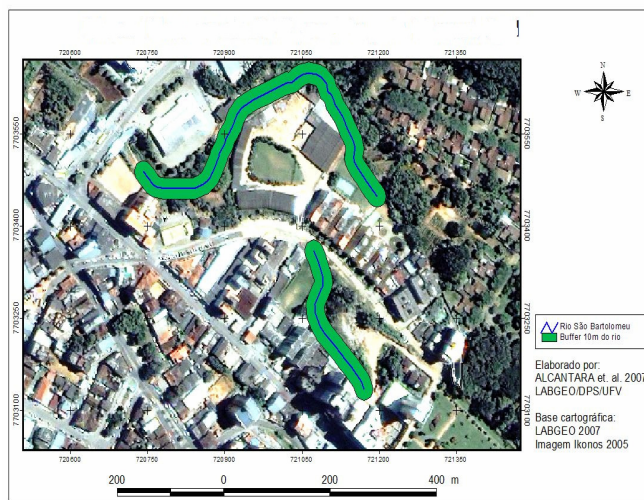 720600 720750 720900 721050 721200 721350
7703550 7703550
7703400 7703400
7703250 7703250
7703100 7703100
720600 720750 720900 721050 721200 721350
N
W E
S
Rio São Bartolomeu
Buffer 10m do rio
Elaborado por:
ALCANTARA et. al. 2007
LABGEO/DPS/UFV
Base cartográfica:
LABGEO 2007
Imagem Ikonos 2005
200 0 200 400 m